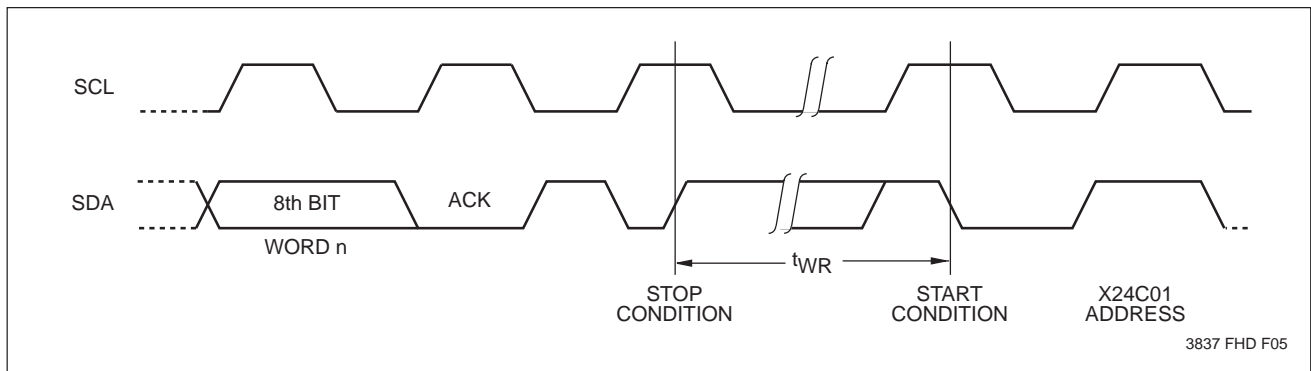 SCL
SDA
8th BIT
ACK
WORD n
tWR
STOP
CONDITION
START
CONDITION
X24C01
ADDRESS
3837 FHD F05